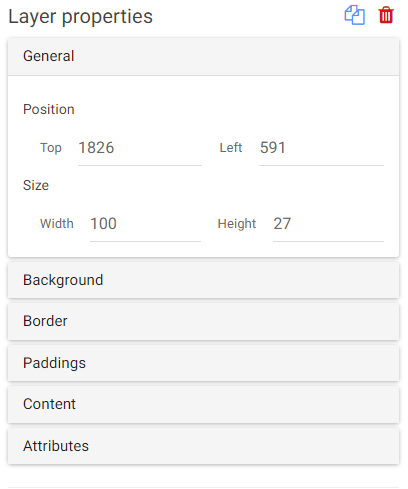 Layer properties
General
Position
Top 1826 Left 591
Size
Width 100 Height 27
Background
Border
Paddings
Content
Attributes